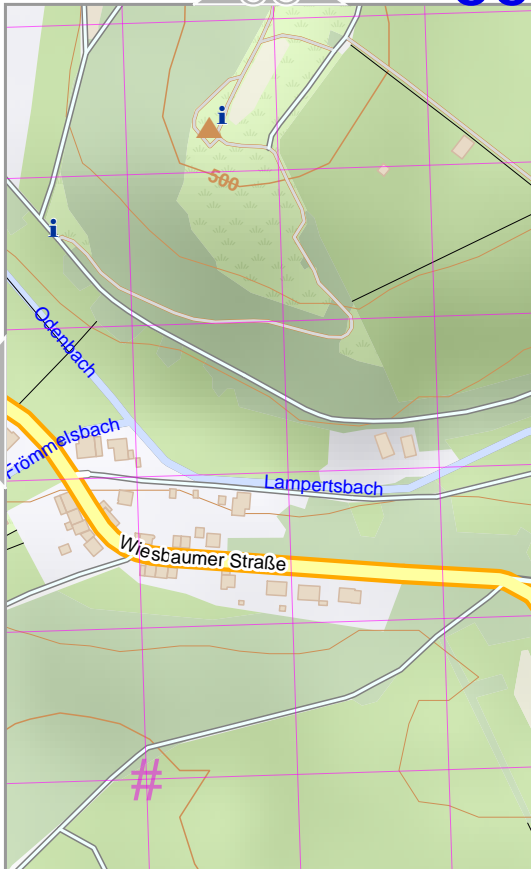 i
500
i
Odenbach
Frömmelsbach
Lampertsbach
Wiesbaumer Straße
#